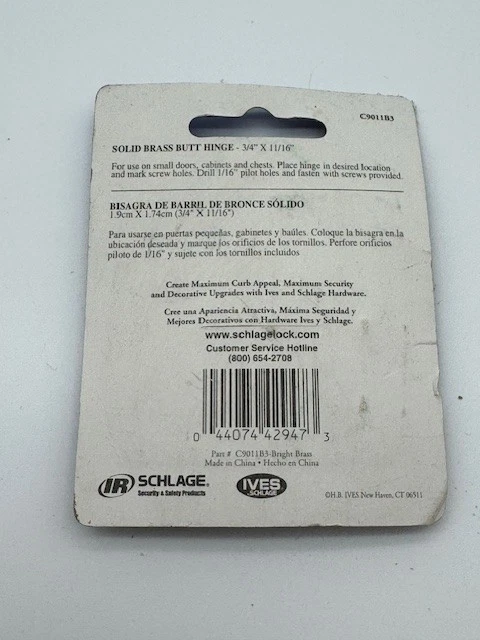 C9011B3
SOLID BRASS BUTT HINGE - 3/4" X 11/16"
For use on small doors, cabinets and chests. Place hinge in desired location
and mark screw holes. Drill 1/16" pilot holes and fasten with screws provided.
BISAGRA DE BARRIL DE BRONCE SÓLIDO
1.9cm X 1.74cm (3/4" X 11/16")
Para usarse en puertas pequeñas, gabinetes y baúles. Coloque la bisagra en la
ubicación deseada y marque los orificios de los tornillos. Perfore orificios
piloto de 1/16" y sujete con los tornillos incluidos
Create Maximum Curb Appeal, Maximum Security
and Decorative Upgrades with Ives and Schlage Hardware.
Cree una Apariencia Atractiva, Máxima Seguridad y
Mejores Decorativos con Hardware Ives y Schlage.
www.schlagelock.com
Customer Service Hotline
(800) 654-2708
0 44074 42947 3
Part # C9011B3-Bright Brass
Made in China • Hecho en China
IR SCHLAGE.
Security & Safety Products
IVES
SCHLAGE
©H.B. IVES New Haven, CT 06511